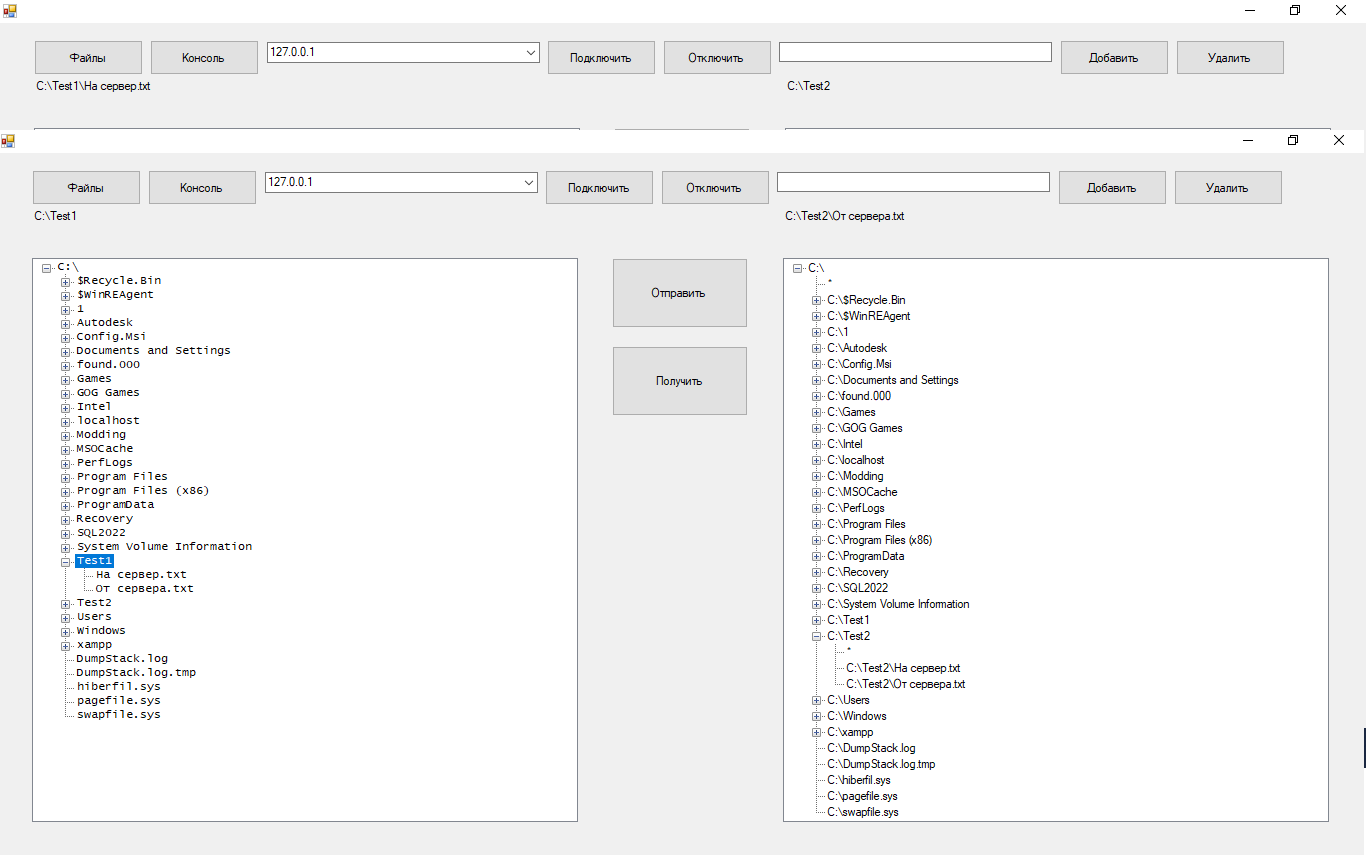 Файлы Консоль 127.0.0.1 Подключить Отключить Добавить Удалить
C:\Test1\На сервер.txt C:\Test2
Файлы Консоль 127.0.0.1 Подключить Отключить Добавить Удалить
C:\Test1 C:\Test2\От сервера.txt
C:\
$Recycle.Bin
$WinREAgent
1
Autodesk
Config.Msi
Documents and Settings
found.000
Games
GOG Games
Intel
localhost
Modding
MSOCache
PerfLogs
Program Files
Program Files (x86)
ProgramData
Recovery
SQL2022
System Volume Information
Test1
На сервер.txt
От сервера.txt
Test2
Users
Windows
xampp
DumpStack.log
DumpStack.log.tmp
hiberfil.sys
pagefile.sys
swapfile.sys
Отправить
Получить
C:\
*
C:\$Recycle.Bin
C:\$WinREAgent
C:\1
C:\Autodesk
C:\Config.Msi
C:\Documents and Settings
C:\found.000
C:\Games
C:\GOG Games
C:\Intel
C:\localhost
C:\Modding
C:\MSOCache
C:\PerfLogs
C:\Program Files
C:\Program Files (x86)
C:\ProgramData
C:\Recovery
C:\SQL2022
C:\System Volume Information
C:\Test1
C:\Test2
*
C:\Test2\На сервер.txt
C:\Test2\От сервера.txt
C:\Users
C:\Windows
C:\xampp
C:\DumpStack.log
C:\DumpStack.log.tmp
C:\hiberfil.sys
C:\pagefile.sys
C:\swapfile.sys